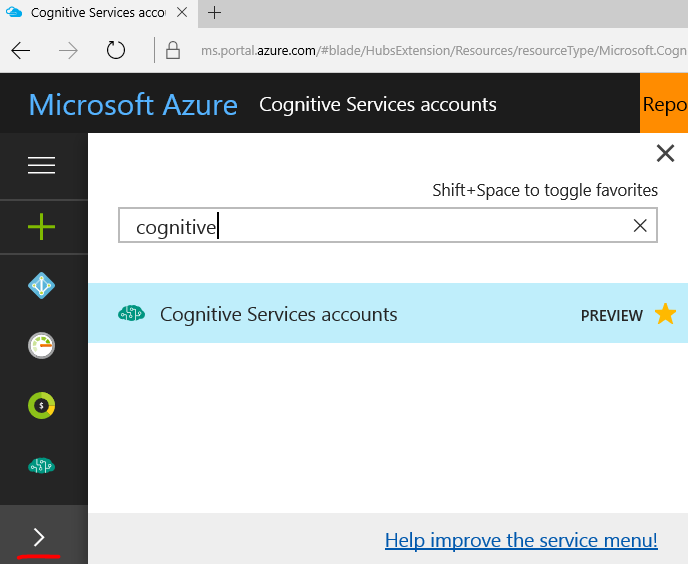 Cognitive Services accou
ms.portal.azure.com/#blade/HubsExtension/Resources/resourceType/Microsoft.Cogn
Microsoft Azure Cognitive Services accounts Repo
Shift+Space to toggle favorites
cognitive
Cognitive Services accounts PREVIEW
$
Help improve the service menu!